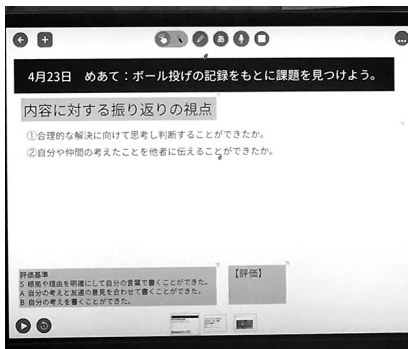 あ
4月23日　めあて：ボール投げの記録をもとに課題を見つけよう。
内容に対する振り返りの視点
①合理的な解決に向けて思考し判断することができたか。
②自分や仲間の考えたことを他者に伝えることができたか。
評価基準
S 根拠や理由を明確にして自分の言葉で書くことができた。
A 自分の考えと友達の意見を合わせて書くことができた。
B 自分の考えを書くことができた。
【評価】